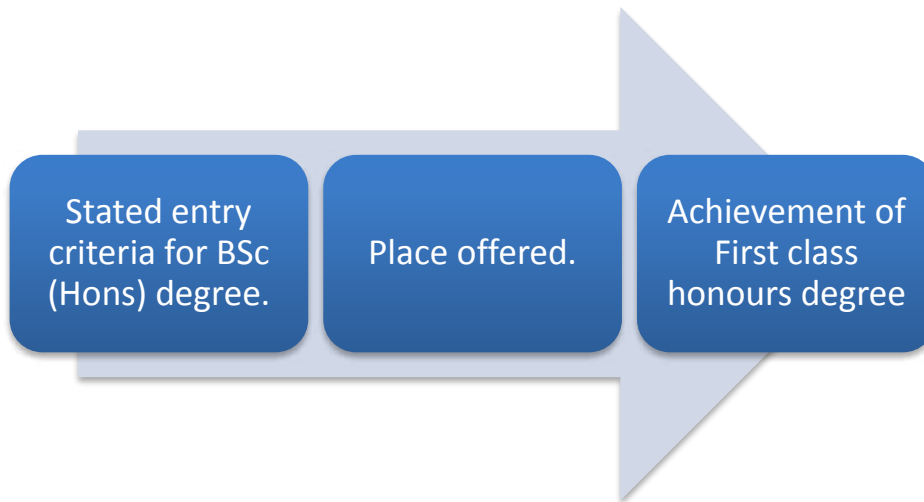 Stated entry
criteria for BSc
(Hons) degree.
Place offered.
Achievement of
First class
honours degree